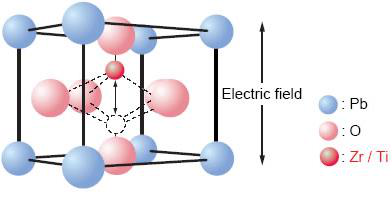 Electric field
: Pb
: O
: Zr / Ti